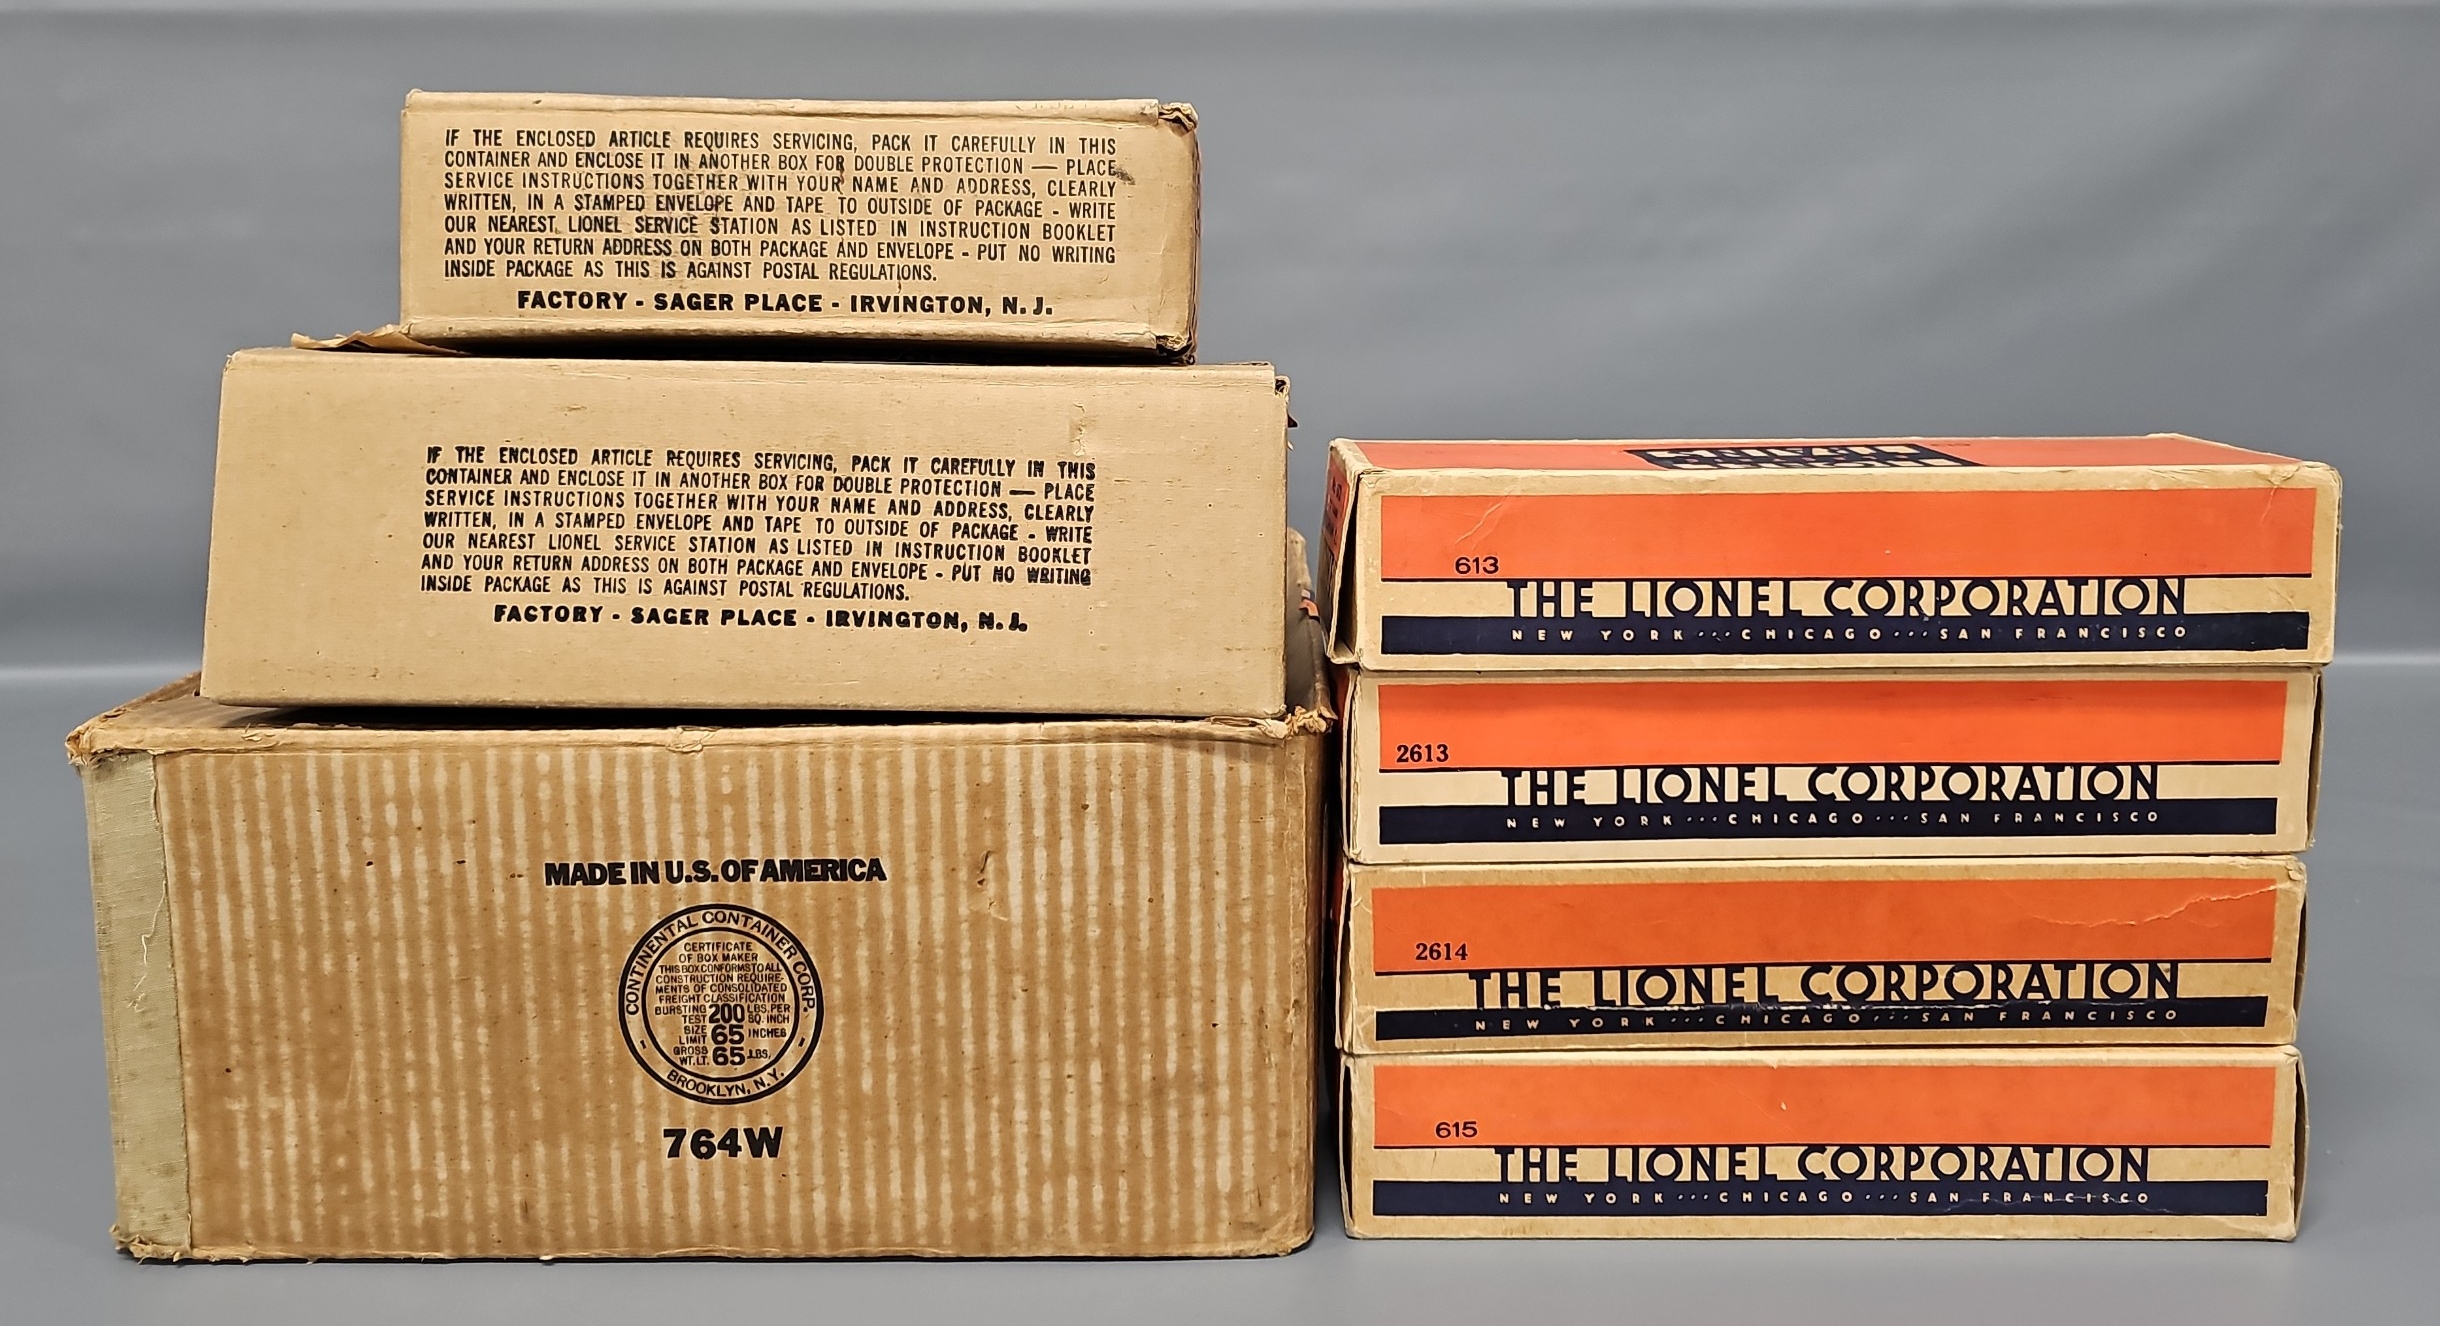 IF THE ENCLOSED ARTICLE REQUIRES SERVICING, PACK IT CAREFULLY IN THIS
CONTAINER AND ENCLOSE IT IN ANOTHER BOX FOR DOUBLE PROTECTION — PLACE
SERVICE INSTRUCTIONS TOGETHER WITH YOUR NAME AND ADDRESS, CLEARLY
WRITTEN, IN A STAMPED ENVELOPE AND TAPE TO OUTSIDE OF PACKAGE - WRITE
OUR NEAREST LIONEL SERVICE STATION AS LISTED IN INSTRUCTION BOOKLET
AND YOUR RETURN ADDRESS ON BOTH PACKAGE AND ENVELOPE - PUT NO WRITING
INSIDE PACKAGE AS THIS IS AGAINST POSTAL REGULATIONS.
FACTORY - SAGER PLACE - IRVINGTON, N. J.
IF THE ENCLOSED ARTICLE REQUIRES SERVICING, PACK IT CAREFULLY IN THIS
CONTAINER AND ENCLOSE IT IN ANOTHER BOX FOR DOUBLE PROTECTION — PLACE
SERVICE INSTRUCTIONS TOGETHER WITH YOUR NAME AND ADDRESS, CLEARLY
WRITTEN, IN A STAMPED ENVELOPE AND TAPE TO OUTSIDE OF PACKAGE - WRITE
OUR NEAREST LIONEL SERVICE STATION AS LISTED IN INSTRUCTION BOOKLET
AND YOUR RETURN ADDRESS ON BOTH PACKAGE AND ENVELOPE - PUT NO WRITING
INSIDE PACKAGE AS THIS IS AGAINST POSTAL REGULATIONS.
FACTORY - SAGER PLACE - IRVINGTON, N. J.
MADE IN U.S. OF AMERICA
CONTINENTAL CONTAINER CORP.
CERTIFICATE
OF BOX MAKER
THIS BOX CONFORMS TO ALL
CONSTRUCTION REQUIRE-
MENTS OF CONSOLIDATED
FREIGHT CLASSIFICATION
BURSTING TEST 200 LBS. PER SQ. INCH
SIZE LIMIT 65 INCHES
GROSS WT. LT. 65 LBS.
BROOKLYN, N.Y.
764W
613
THE LIONEL CORPORATION
NEW YORK ··· CHICAGO ··· SAN FRANCISCO
2613
THE LIONEL CORPORATION
NEW YORK ··· CHICAGO ··· SAN FRANCISCO
2614
THE LIONEL CORPORATION
NEW YORK ··· CHICAGO ··· SAN FRANCISCO
615
THE LIONEL CORPORATION
NEW YORK ··· CHICAGO ··· SAN FRANCISCO